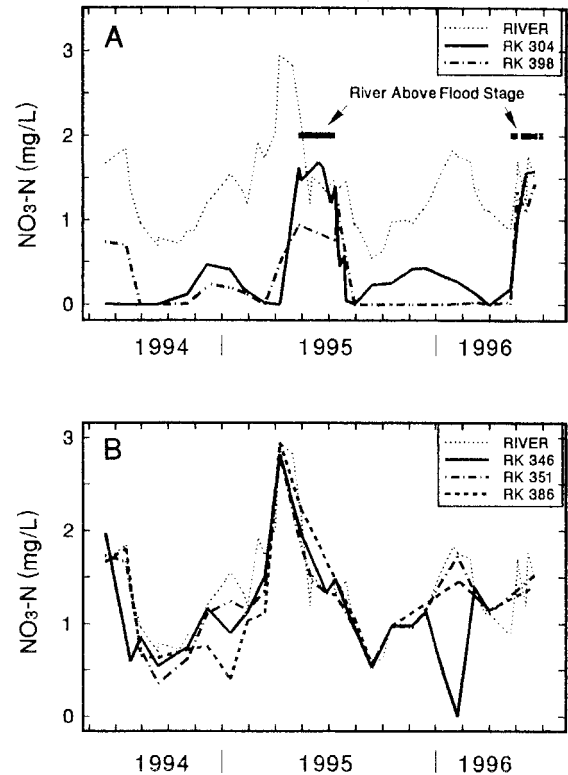 A
RIVER
RK 304
RK 398
River Above Flood Stage
NO3-N (mg/L)
3
2
1
0
1994 1995 1996
B
RIVER
RK 346
RK 351
RK 386
NO3-N (mg/L)
3
2
1
0
1994 1995 1996